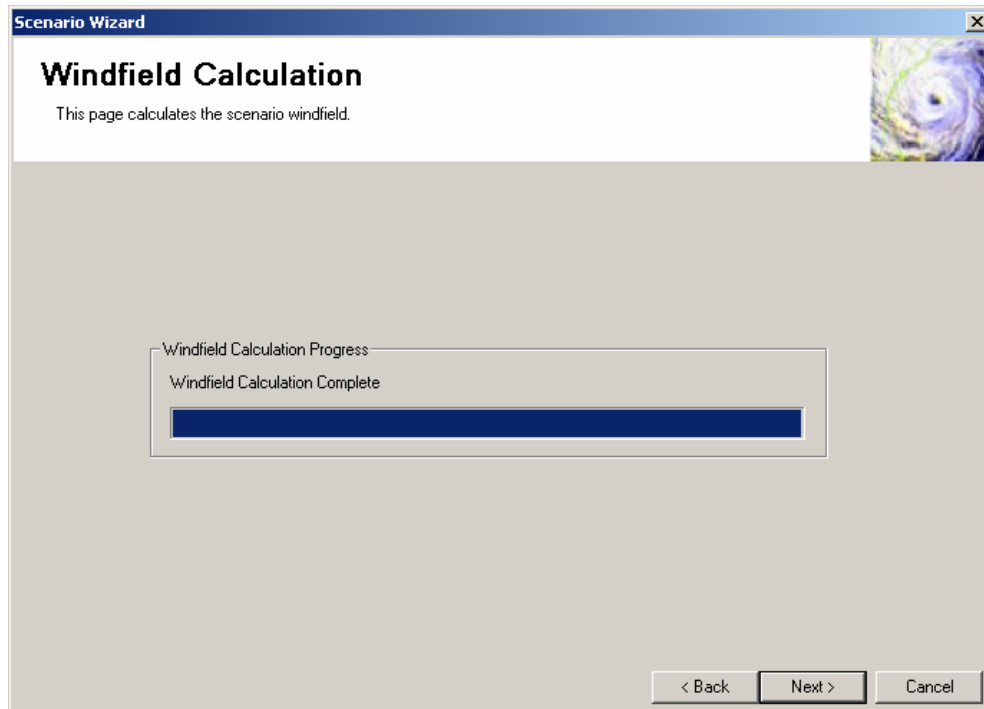 Scenario Wizard
Windfield Calculation
This page calculates the scenario windfield.
Windfield Calculation Progress
Windfield Calculation Complete
< Back
Next >
Cancel